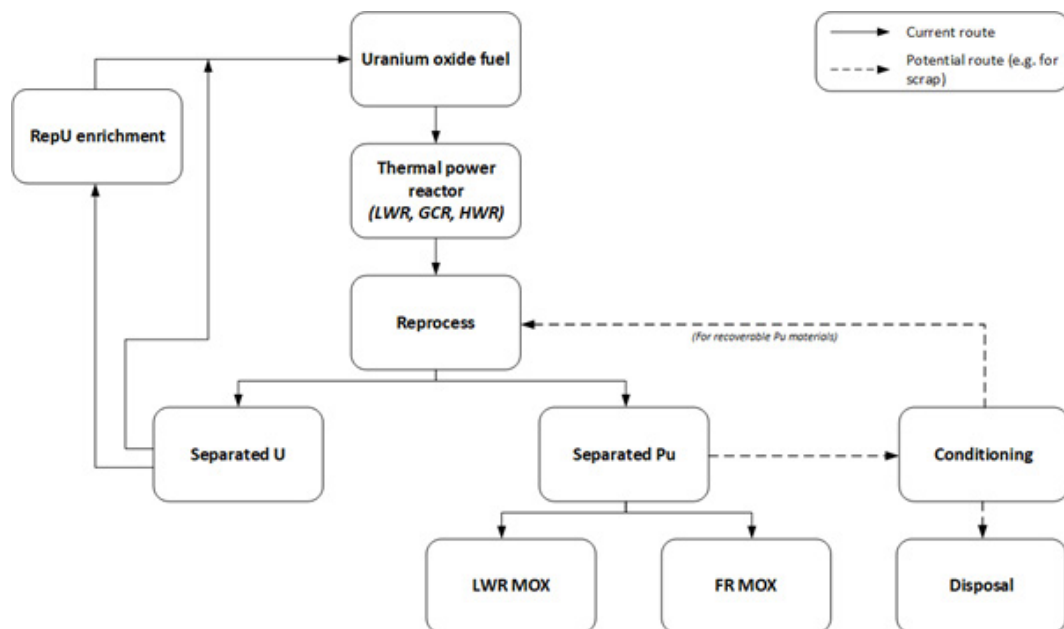 Uranium oxide fuel
Current route
Potential route (e.g. for
scrap)
RepU enrichment
Thermal power
reactor
(LWR, GCR, HWR)
Reprocess
(For recoverable Pu materials)
Separated U
Separated Pu
Conditioning
LWR MOX
FR MOX
Disposal